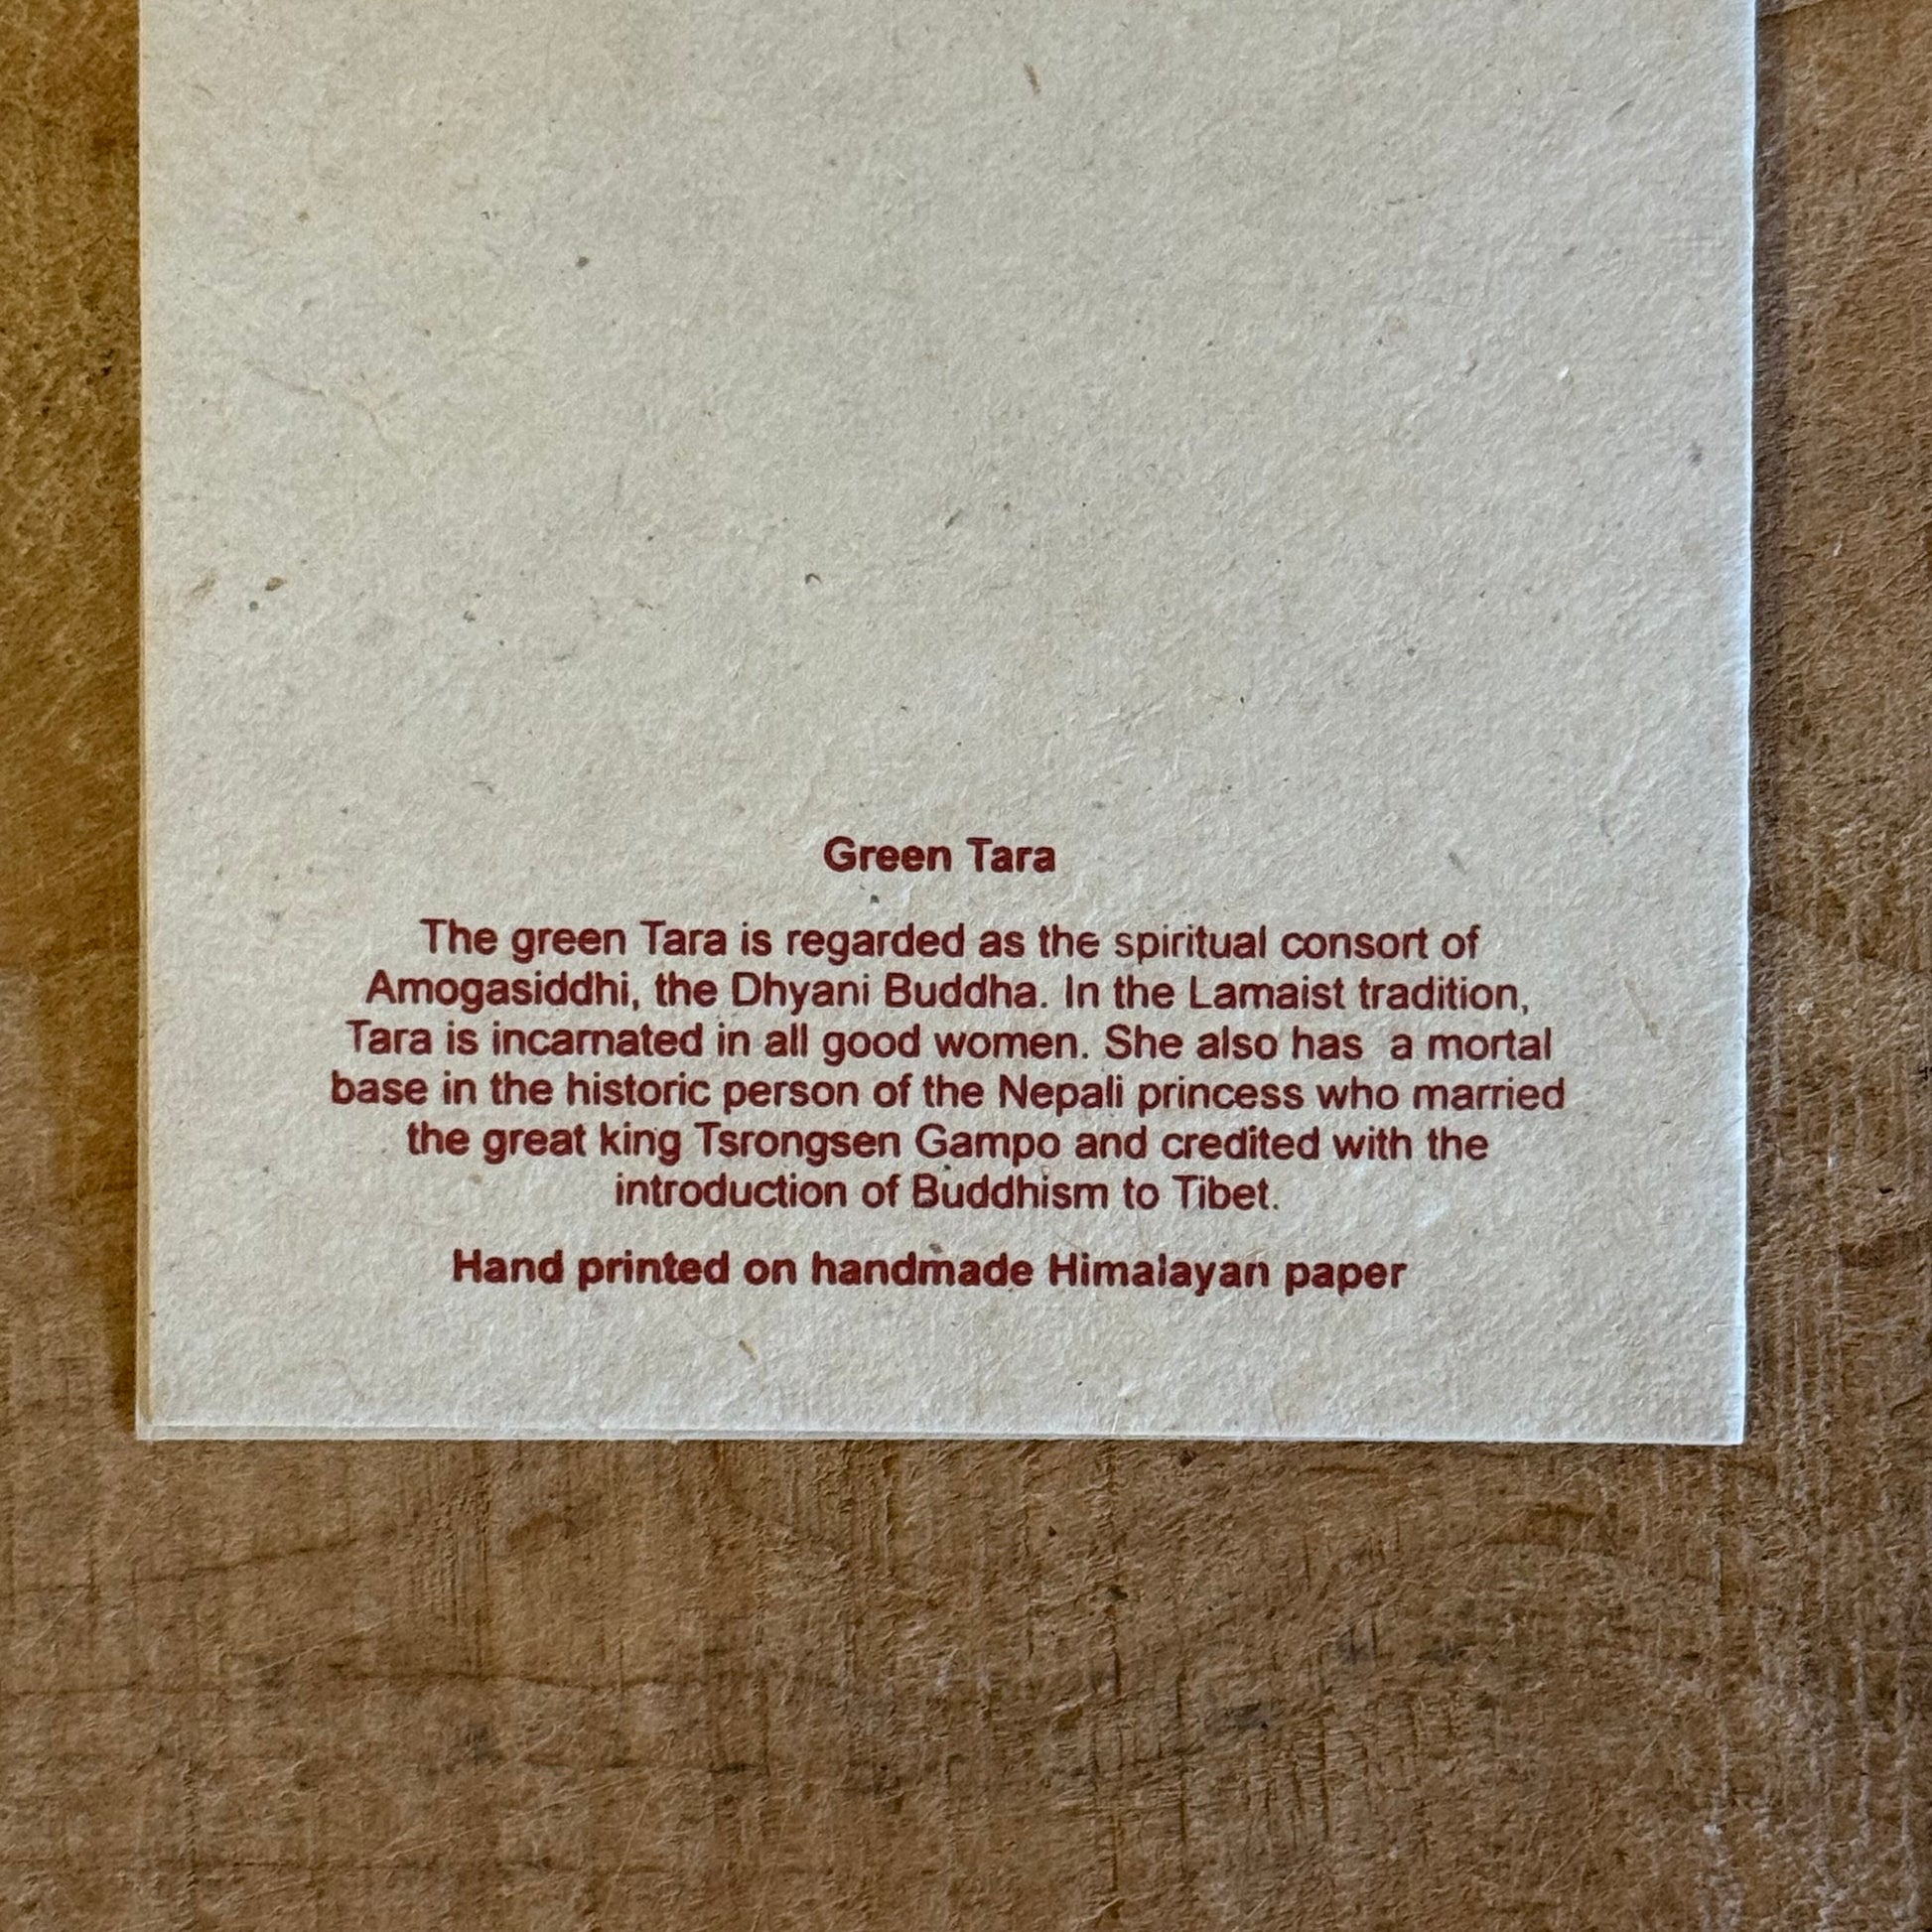 Green Tara
The green Tara is regarded as the spiritual consort of
Amogasiddhi, the Dhyani Buddha. In the Lamaist tradition,
Tara is incarnated in all good women. She also has  a mortal
base in the historic person of the Nepali princess who married
the great king Tsrongsen Gampo and credited with the
introduction of Buddhism to Tibet.
Hand printed on handmade Himalayan paper